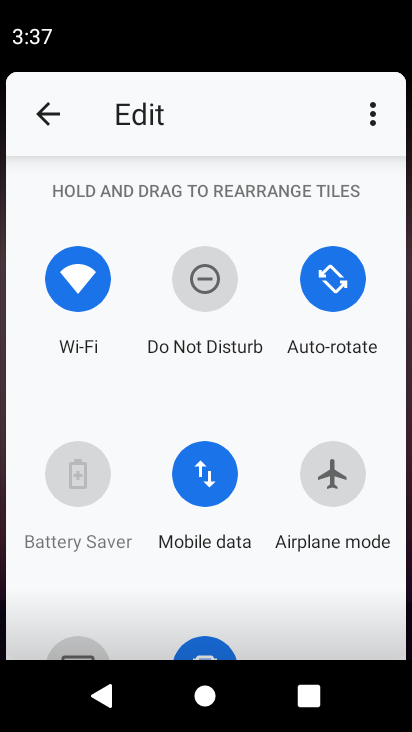 3:37
Edit
HOLD AND DRAG TO REARRANGE TILES
Wi-Fi
Do Not Disturb
Auto-rotate
Battery Saver
Mobile data
Airplane mode